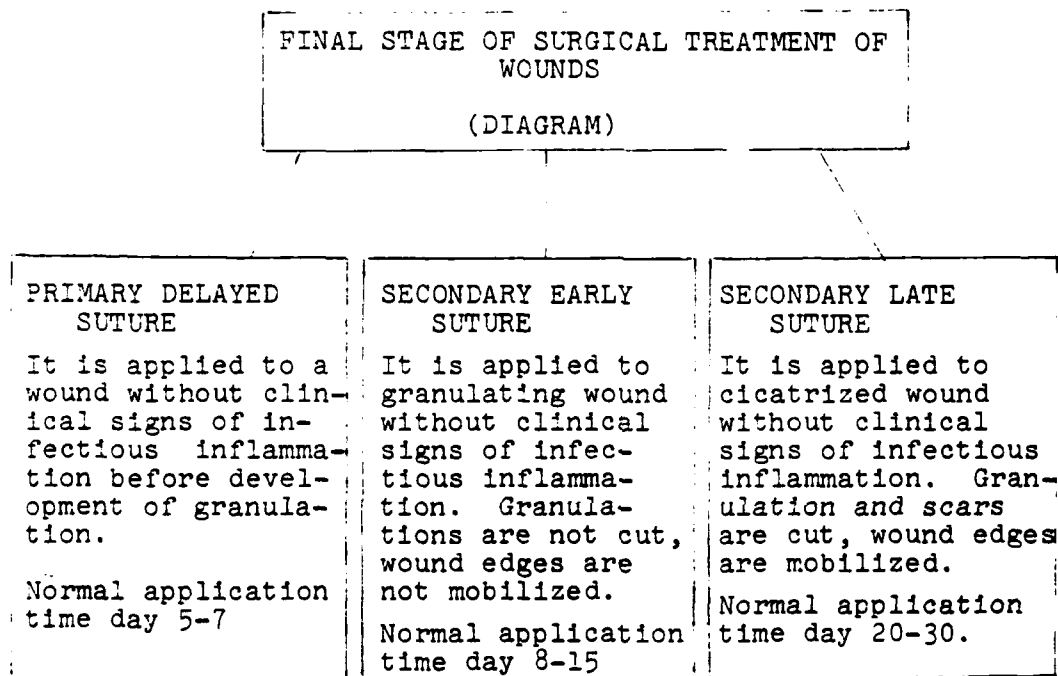 FINAL STAGE OF SURGICAL TREATMENT OF
WOUNDS
(DIAGRAM)
PRIMARY DELAYED
SUTURE
It is applied to a
wound without clin-
ical signs of in-
fectious inflamma-
tion before devel-
opment of granula-
tion.
Normal application
time day 5-7
SECONDARY EARLY
SUTURE
It is applied to
granulating wound
without clinical
signs of infec-
tious inflamma-
tion. Granula-
tions are not cut,
wound edges are
not mobilized.
Normal application
time day 8-15
SECONDARY LATE
SUTURE
It is applied to
cicatrized wound
without clinical
signs of infectious
inflammation. Gran-
ulation and scars
are cut, wound edges
are mobilized.
Normal application
time day 20-30.